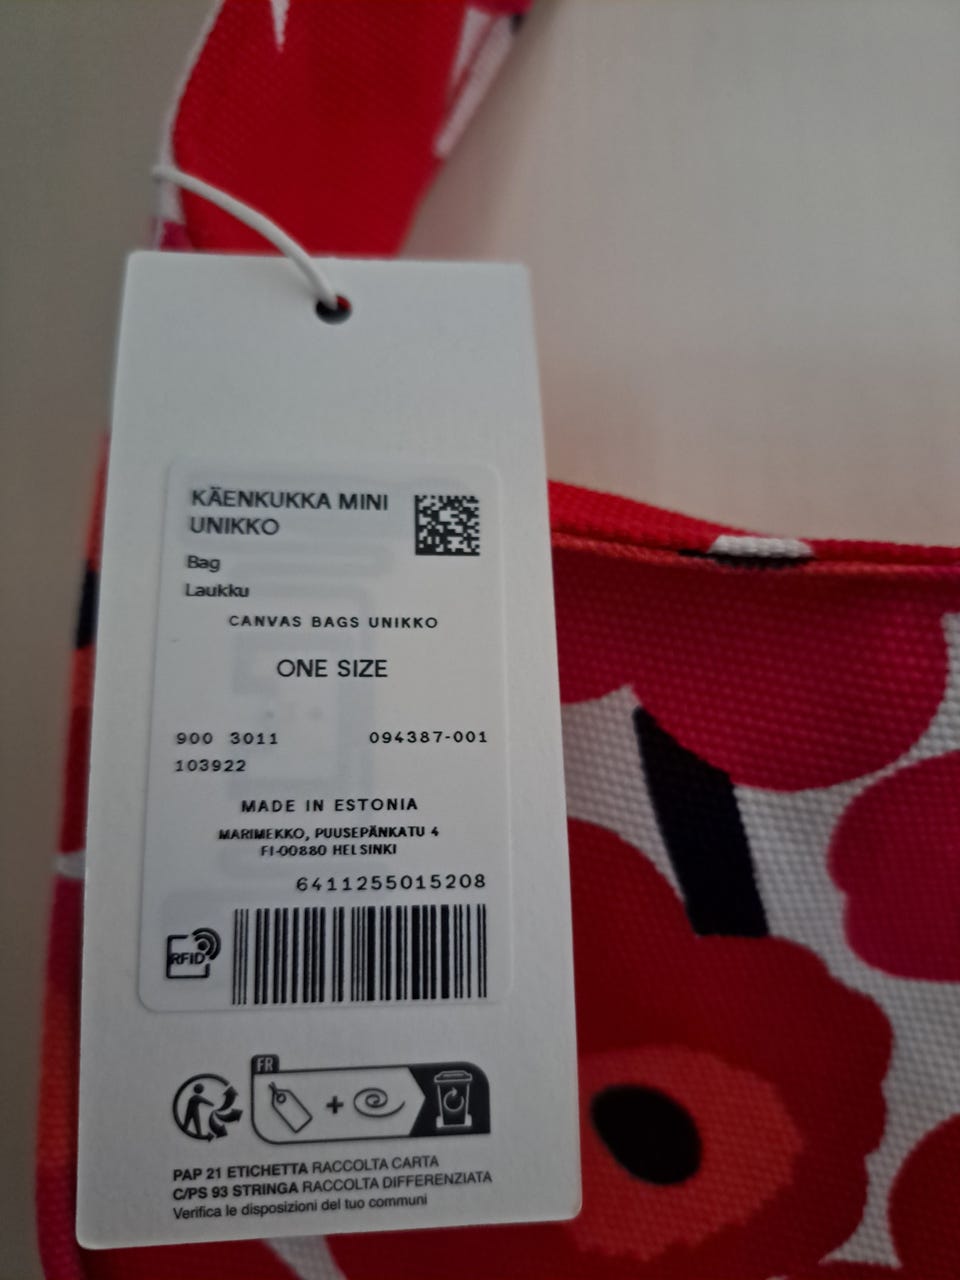 KÄENKUKKA MINI
UNIKKO
Bag
Laukku
CANVAS BAGS UNIKKO
ONE SIZE
900 3011 094387-001
103922
MADE IN ESTONIA
MARIMEKKO, PUUSEPÄNKATU 4
FI-00880 HELSINKI
6411255015208
RFID
FR
PAP 21 ETICHETTA RACCOLTA CARTA
C/PS 93 STRINGA RACCOLTA DIFFERENZIATA
Verifica le disposizioni del tuo communi